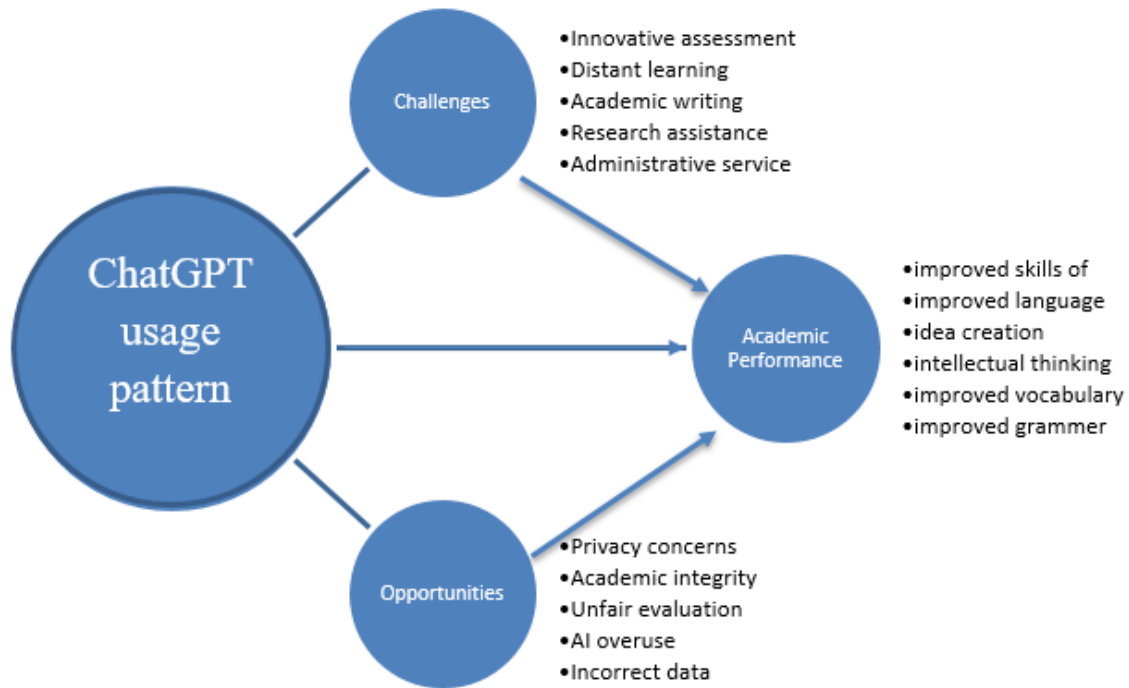 Challenges
•Innovative assessment
•Distant learning
•Academic writing
•Research assistance
•Administrative service
ChatGPT
usage
pattern
Academic
Performance
•improved skills of
•improved language
•idea creation
•intellectual thinking
•improved vocabulary
•improved grammer
Opportunities
•Privacy concerns
•Academic integrity
•Unfair evaluation
•AI overuse
•Incorrect data